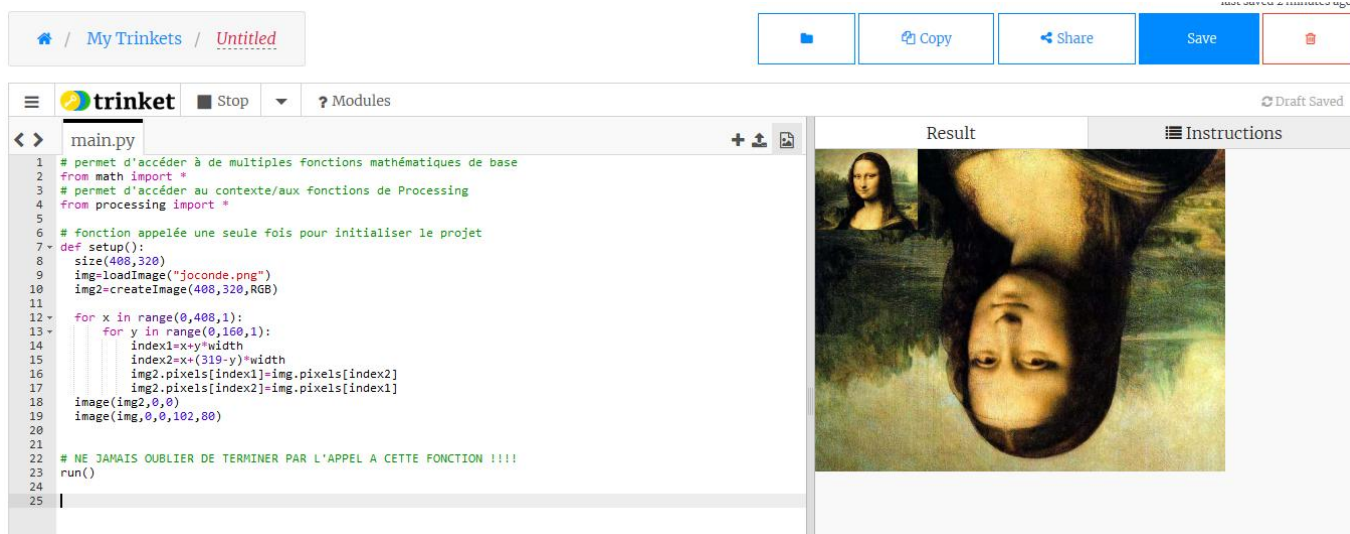 last saved 2 minutes ago
/ My Trinkets / Untitled
Copy
Share
Save
trinket
Stop
? Modules
Draft Saved
main.py
Result
Instructions
1 # permet d'accéder à de multiples fonctions mathématiques de base
2 from math import *
3 # permet d'accéder au contexte/aux fonctions de Processing
4 from processing import *
5
6 # fonction appelée une seule fois pour initialiser le projet
7 def setup():
8 size(408,320)
9 img=loadImage("joconde.png")
10 img2=createImage(408,320,RGB)
11
12 for x in range(0,408,1):
13 for y in range(0,160,1):
14 index1=x+y*width
15 index2=x+(319-y)*width
16 img2.pixels[index1]=img.pixels[index2]
17 img2.pixels[index2]=img.pixels[index1]
18 image(img2,0,0)
19 image(img,0,0,102,80)
20
21
22 # NE JAMAIS OUBLIER DE TERMINER PAR L'APPEL A CETTE FONCTION !!!!
23 run()
24
25